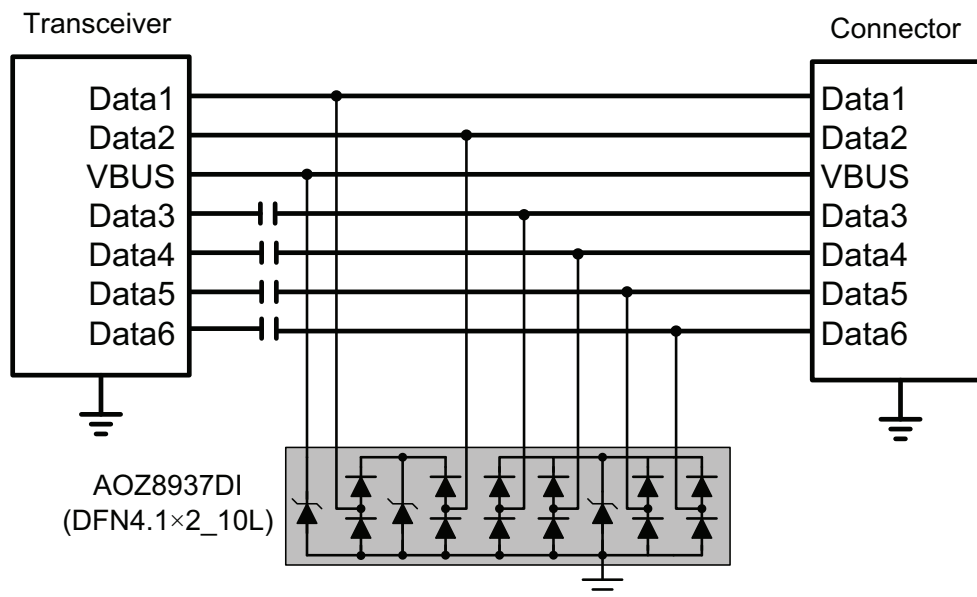 Transceiver
Connector
Data1
Data2
VBUS
Data3
Data4
Data5
Data6
Data1
Data2
VBUS
Data3
Data4
Data5
Data6
AOZ8937DI
(DFN4.1×2_10L)